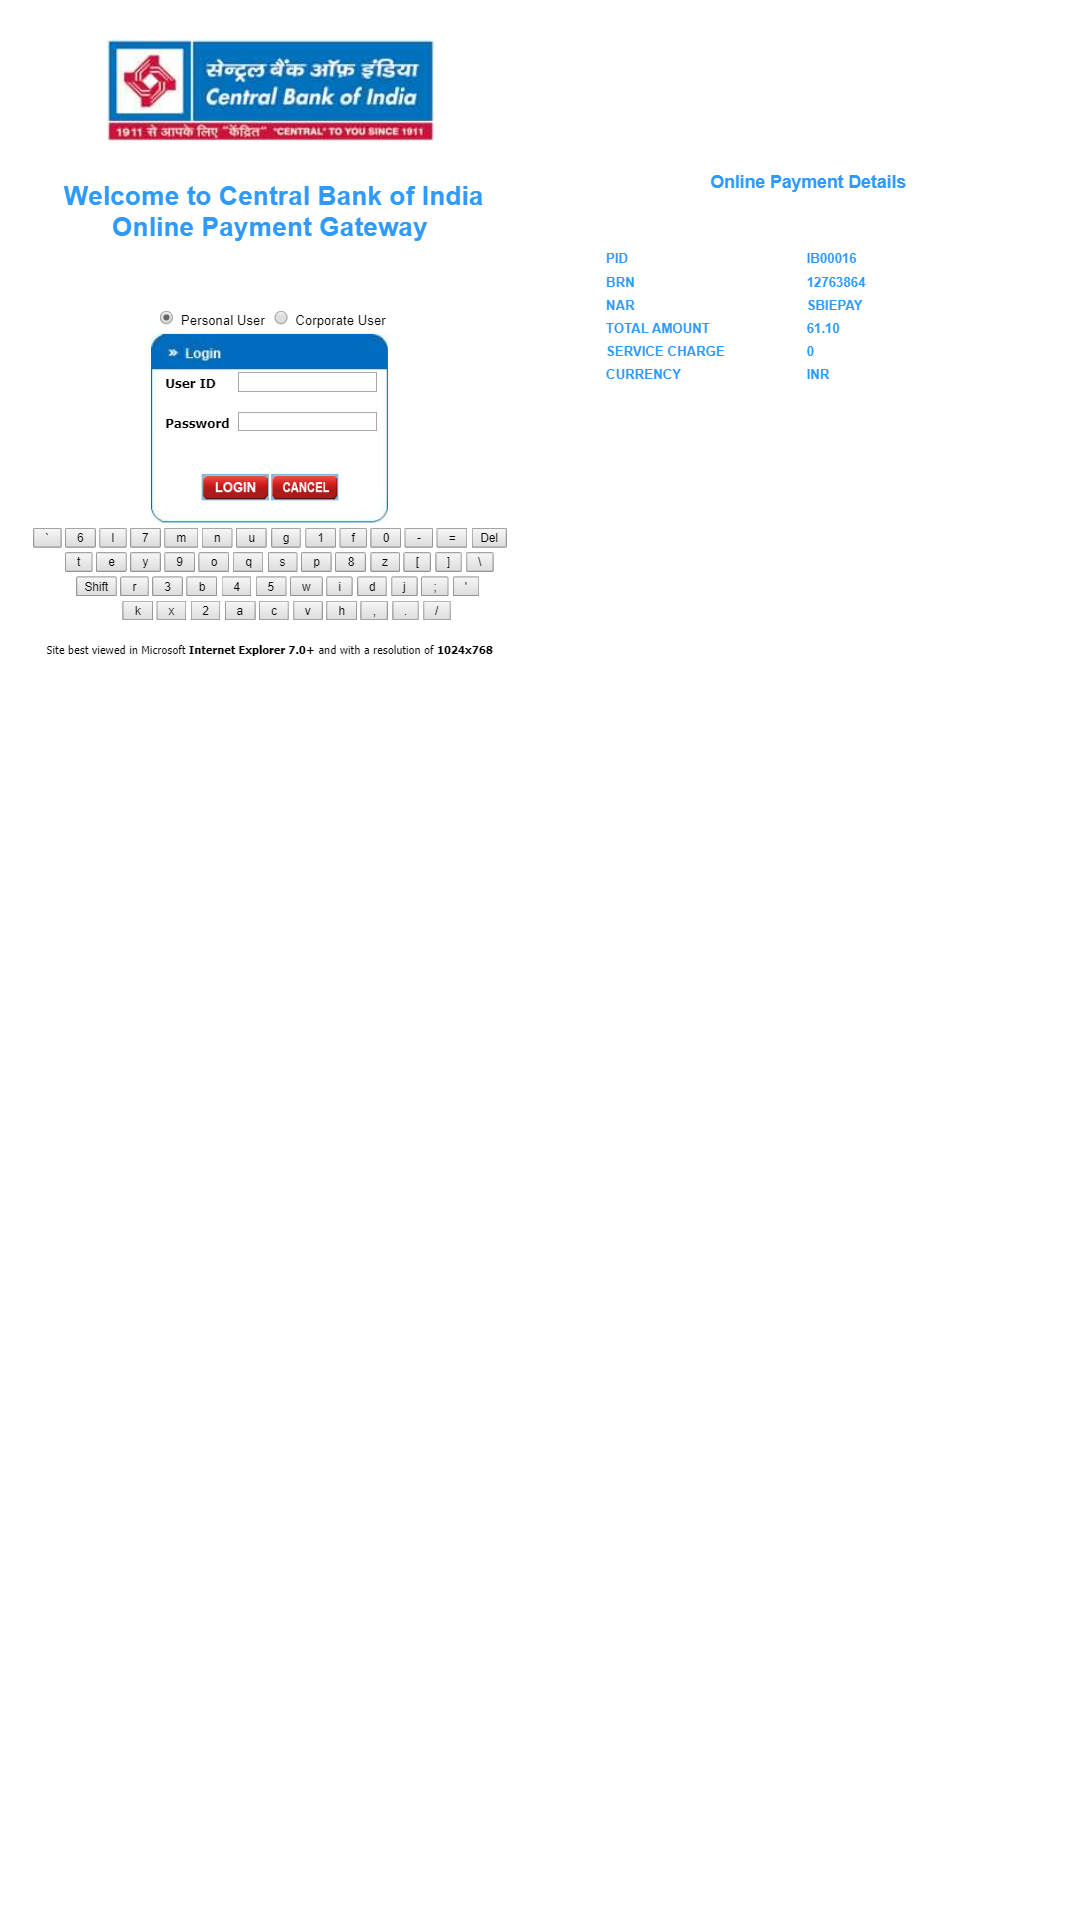 सेन्ट्रल बैंक ऑफ़ इंडिया
Central Bank of India
1911 से आपके लिए "केंद्रित" "CENTRAL" TO YOU SINCE 1911
Welcome to Central Bank of India
Online Payment Gateway
Personal User Corporate User
» Login
User ID
Password
LOGIN CANCEL
` 6 l 7 m n u g 1 f 0 - = Del
t e y 9 o q s p 8 z [ ] \
Shift r 3 b 4 5 w i d j ; '
k x 2 a c v h , . /
Site best viewed in Microsoft Internet Explorer 7.0+ and with a resolution of 1024x768
Online Payment Details
PID IB00016
BRN 12763864
NAR SBIEPAY
TOTAL AMOUNT 61.10
SERVICE CHARGE 0
CURRENCY INR